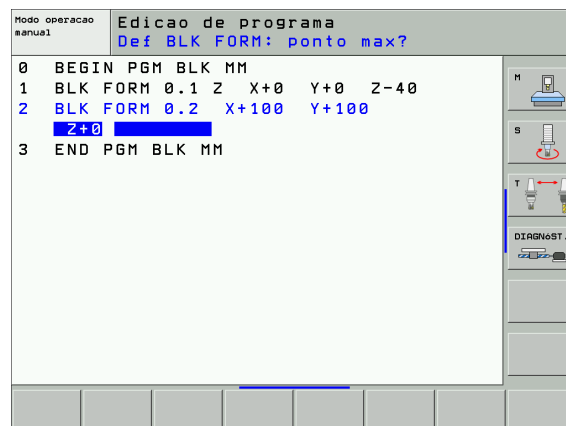 Modo operacao
manual
Edicao de programa
Def BLK FORM: ponto max?
0 BEGIN PGM BLK MM
1 BLK FORM 0.1 Z X+0 Y+0 Z-40
2 BLK FORM 0.2 X+100 Y+100
Z+0
3 END PGM BLK MM
M
S
T
DIAGNóST.